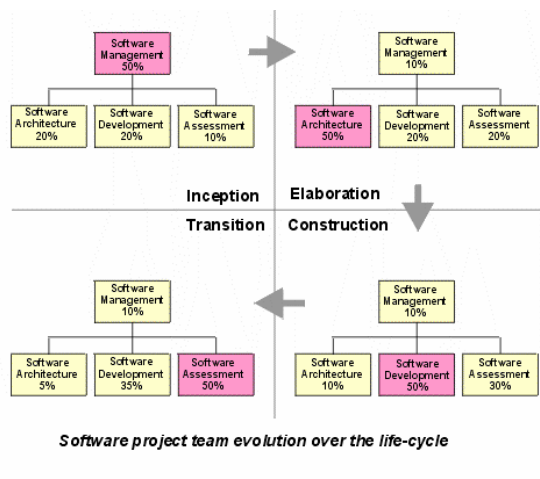 Software
Management
50%
Software
Architecture
20%
Software
Development
20%
Software
Assessment
10%
Software
Management
10%
Software
Architecture
50%
Software
Development
20%
Software
Assessment
20%
Inception
Elaboration
Transition
Construction
Software
Management
10%
Software
Architecture
5%
Software
Development
35%
Software
Assessment
50%
Software
Management
10%
Software
Architecture
10%
Software
Development
50%
Software
Assessment
30%
Software project team evolution over the life-cycle